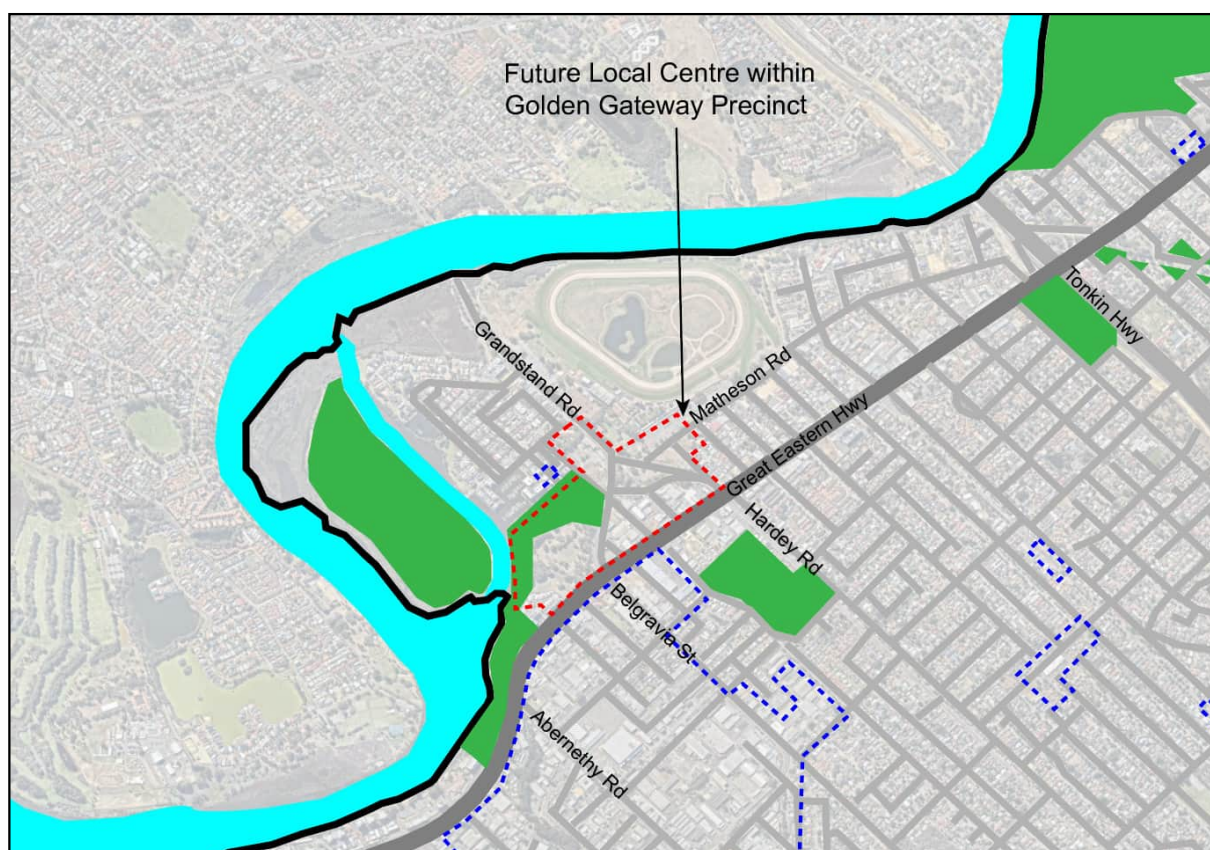 Future Local Centre within
Golden Gateway Precinct
Tonkin Hwy
Grandstand Rd
Matheson Rd
Great Eastern Hwy
Hardey Rd
Belgravia St
Abernethy Rd